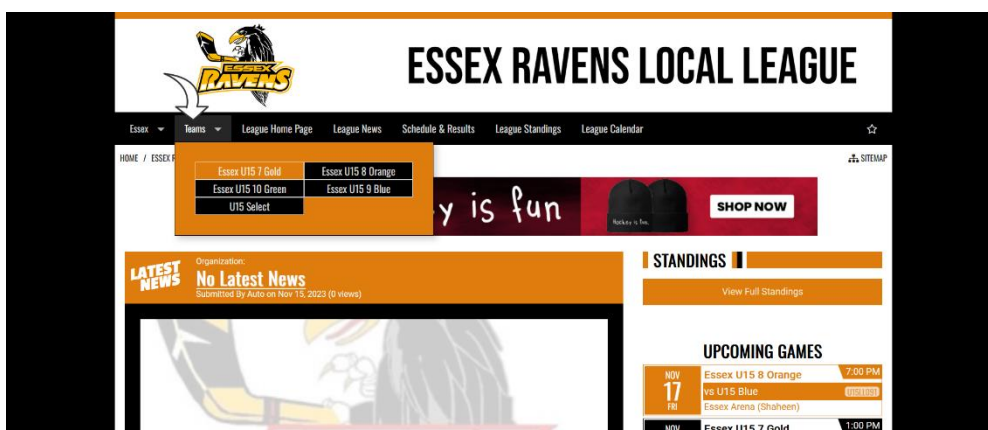 ESSEX
RAVENS
ESSEX RAVENS LOCAL LEAGUE
Essex Teams League Home Page League News Schedule & Results League Standings League Calendar
HOME / ESSEX
SITEMAP
Essex U15 7 Gold Essex U15 8 Orange
Essex U15 10 Green Essex U15 9 Blue
U15 Select
y is fun
Hockey is fun.
SHOP NOW
LATEST
NEWS
Organization:
No Latest News
Submitted By Auto on Nov 15, 2023 (0 views)
STANDINGS
View Full Standings
UPCOMING GAMES
NOV
17
FRI
Essex U15 8 Orange
7:00 PM
vs U15 Blue
Essex Arena (Shaheen)
NOV
Essex U15 7 Gold
1:00 PM